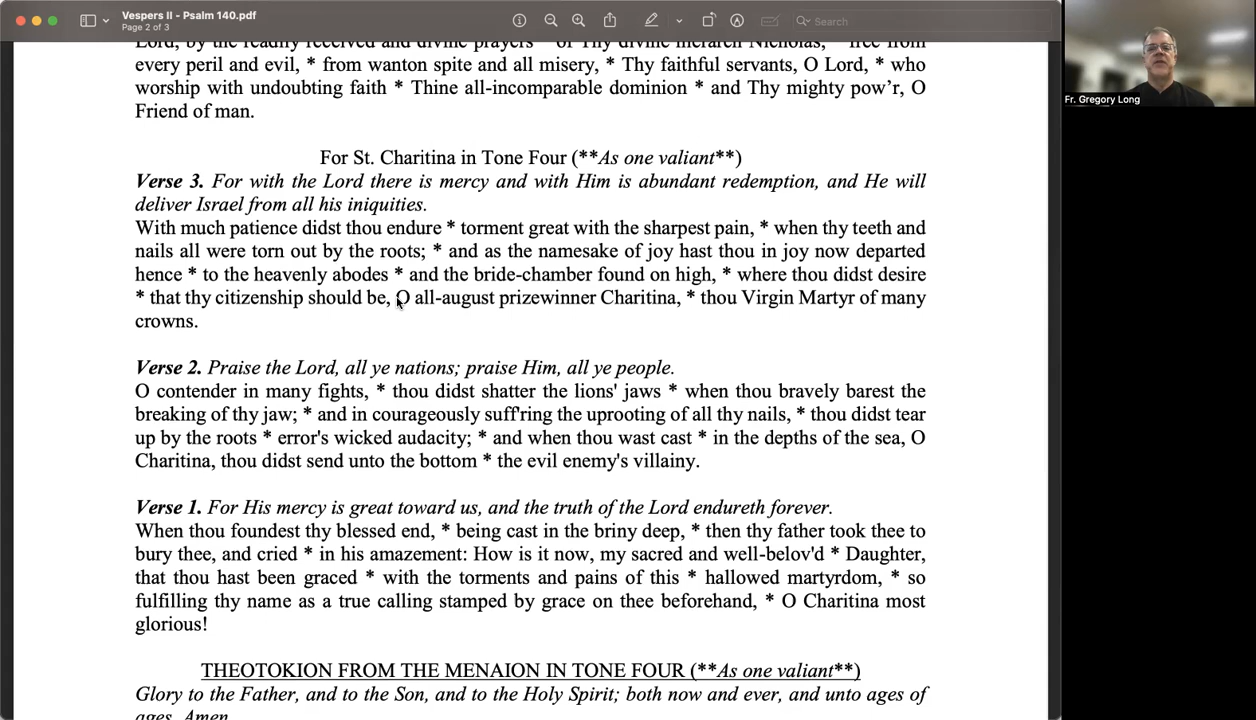 Vespers II - Psalm 140.pdf
Page 2 of 3
Search
Lord, by the readily received and divine prayers * of Thy divine hierarch Nicholas, * free from
every peril and evil, * from wanton spite and all misery, * Thy faithful servants, O Lord, * who
worship with undoubting faith * Thine all-incomparable dominion * and Thy mighty pow’r, O
Friend of man.
For St. Charitina in Tone Four (**As one valiant**)
Verse 3. For with the Lord there is mercy and with Him is abundant redemption, and He will
deliver Israel from all his iniquities.
With much patience didst thou endure * torment great with the sharpest pain, * when thy teeth and
nails all were torn out by the roots; * and as the namesake of joy hast thou in joy now departed
hence * to the heavenly abodes * and the bride-chamber found on high, * where thou didst desire
* that thy citizenship should be, O all-august prizewinner Charitina, * thou Virgin Martyr of many
crowns.
Verse 2. Praise the Lord, all ye nations; praise Him, all ye people.
O contender in many fights, * thou didst shatter the lions' jaws * when thou bravely barest the
breaking of thy jaw; * and in courageously suff'ring the uprooting of all thy nails, * thou didst tear
up by the roots * error's wicked audacity; * and when thou wast cast * in the depths of the sea, O
Charitina, thou didst send unto the bottom * the evil enemy's villainy.
Verse 1. For His mercy is great toward us, and the truth of the Lord endureth forever.
When thou foundest thy blessed end, * being cast in the briny deep, * then thy father took thee to
bury thee, and cried * in his amazement: How is it now, my sacred and well-belov'd * Daughter,
that thou hast been graced * with the torments and pains of this * hallowed martyrdom, * so
fulfilling thy name as a true calling stamped by grace on thee beforehand, * O Charitina most
glorious!
THEOTOKION FROM THE MENAION IN TONE FOUR (**As one valiant**)
Glory to the Father, and to the Son, and to the Holy Spirit; both now and ever, and unto ages of
ages. Amen.
Fr. Gregory Long